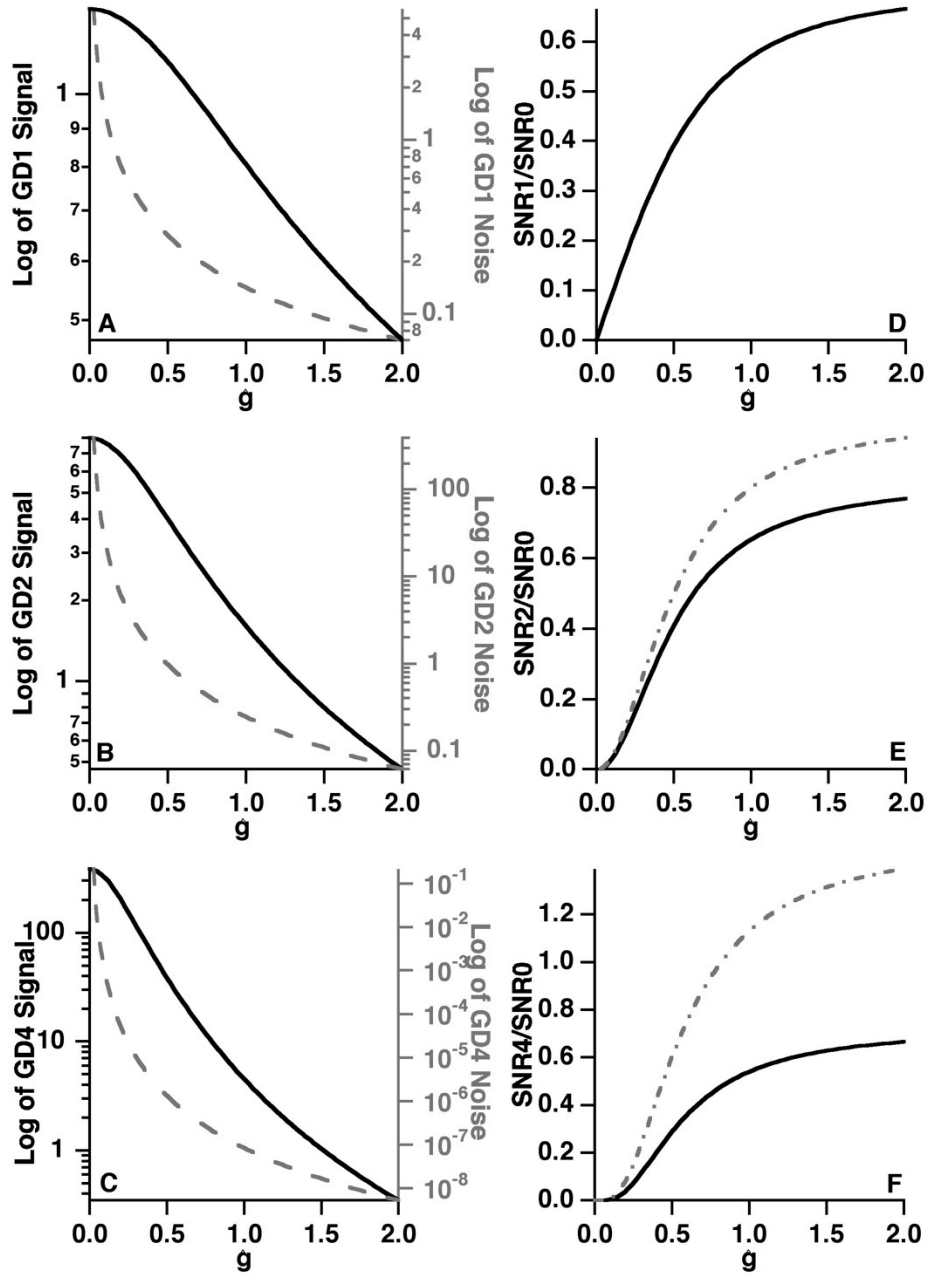 Log of GD1 Signal
1
9
8
7
6
5
4
2
1
8
6
4
2
0.1
8
Log of GD1 Noise
A
0.0 0.5 1.0 1.5 2.0
ĝ
SNR1/SNR0
0.6
0.5
0.4
0.3
0.2
0.1
0.0
D
0.0 0.5 1.0 1.5 2.0
ĝ
Log of GD2 Signal
7
6
5
4
3
2
1
7
6
5
100
10
1
0.1
Log of GD2 Noise
B
0.0 0.5 1.0 1.5 2.0
ĝ
SNR2/SNR0
0.8
0.6
0.4
0.2
0.0
E
0.0 0.5 1.0 1.5 2.0
ĝ
Log of GD4 Signal
100
10
1
10⁻¹
10⁻²
10⁻³
10⁻⁴
10⁻⁵
10⁻⁶
10⁻⁷
10⁻⁸
Log of GD4 Noise
C
0.0 0.5 1.0 1.5 2.0
ĝ
SNR4/SNR0
1.2
1.0
0.8
0.6
0.4
0.2
0.0
F
0.0 0.5 1.0 1.5 2.0
ĝ